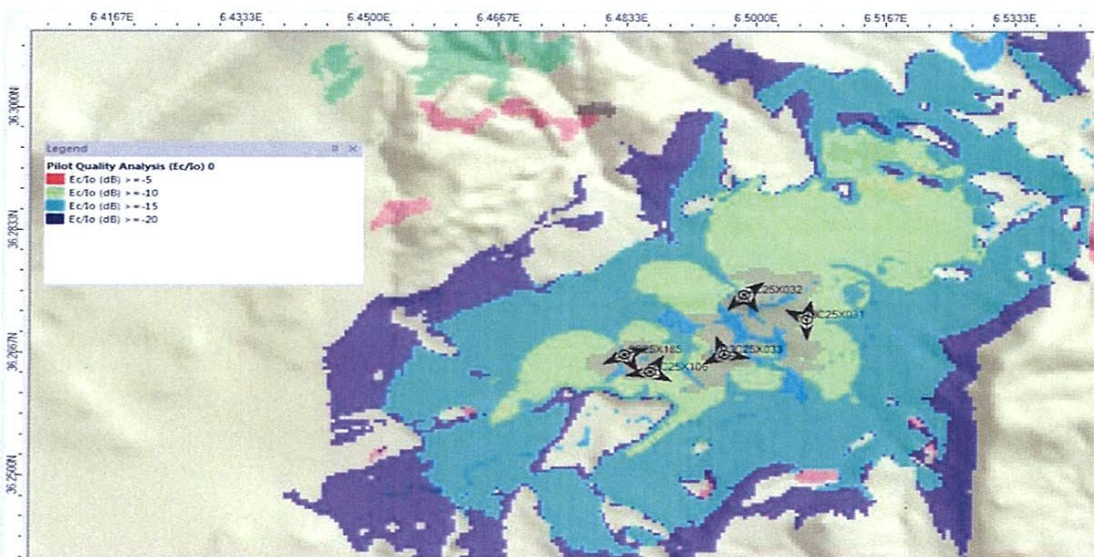 6.4167E 6.4333E 6.4500E 6.4667E 6.4833E 6.5000E 6.5167E 6.5333E
36.3000N
Legend
Pilot Quality Analysis (Ec/Io) 0
Ec/Io (dB) >=-5
Ec/Io (dB) >=-10
Ec/Io (dB) >=-15
Ec/Io (dB) >=-20
36.2833N
C25X032
C25X031
36.2667N
C25X165
C25X033
C25X106
36.2500N